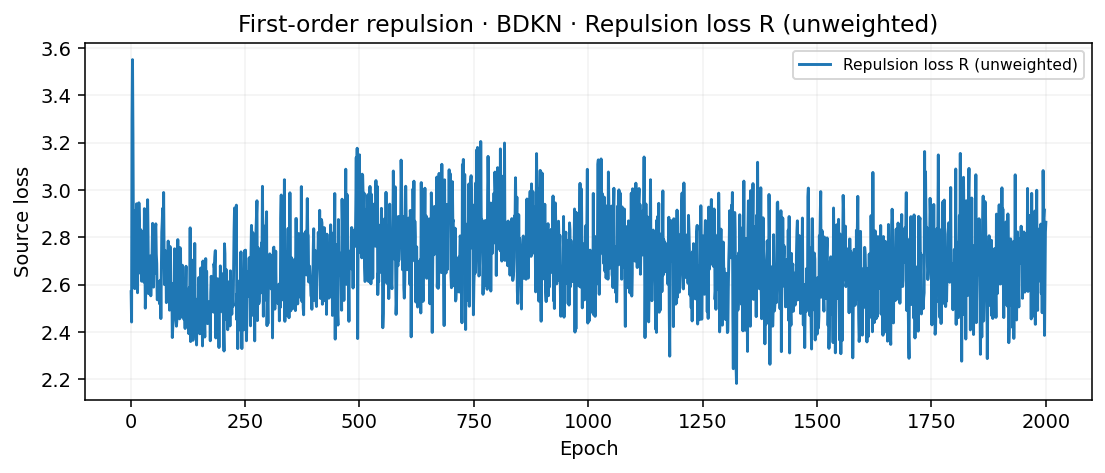 First-order repulsion · BDKN · Repulsion loss R (unweighted)
Repulsion loss R (unweighted)
Source loss
3.6
3.4
3.2
3.0
2.8
2.6
2.4
2.2
0 250 500 750 1000 1250 1500 1750 2000
Epoch